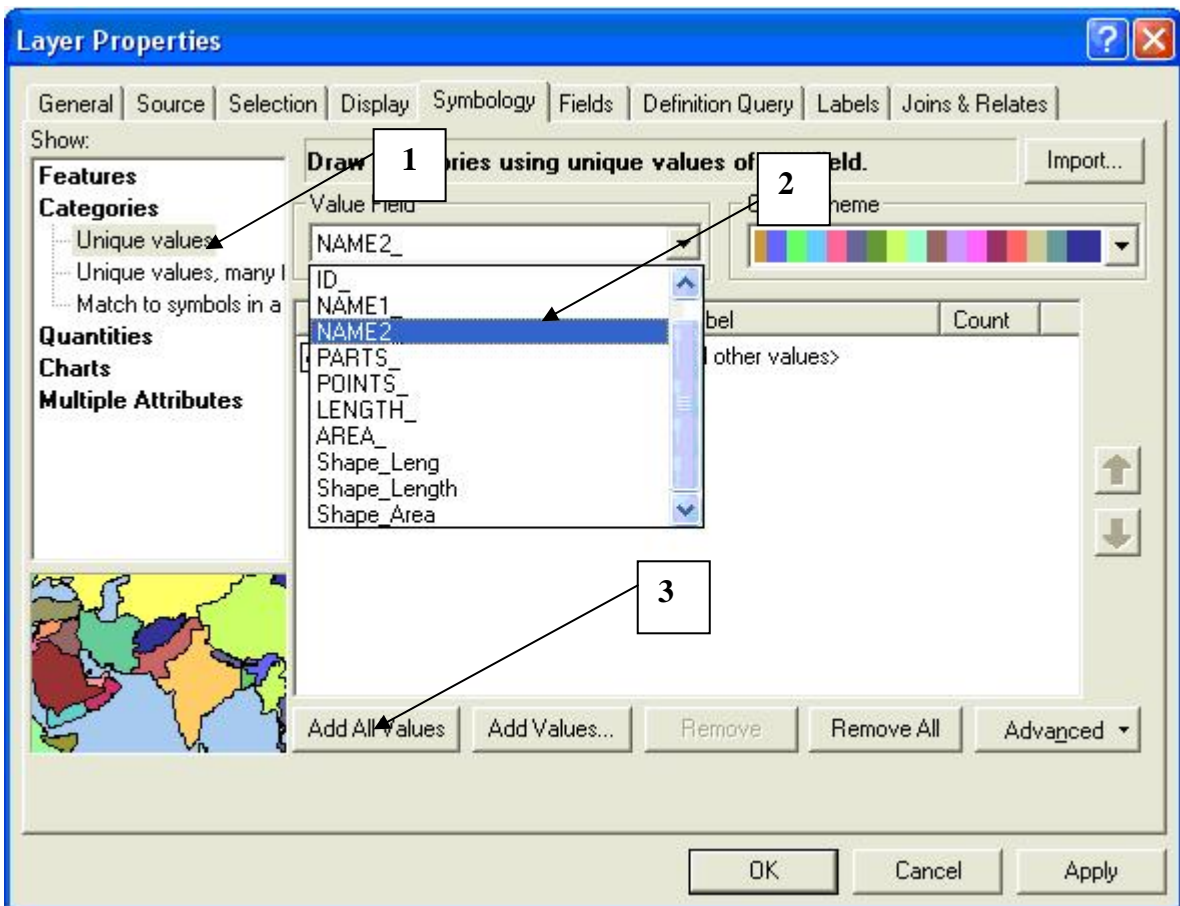 Layer Properties
General Source Selection Display Symbology Fields Definition Query Labels Joins & Relates
Show:
Features
Categories
Unique values
Unique values, many
Match to symbols in a
Quantities
Charts
Multiple Attributes
1
Draw ries using unique values of eld.
2
Import...
Value Field
eme
NAME2_
ID_
NAME1_
NAME2_
PARTS_
POINTS_
LENGTH_
AREA_
Shape_Leng
Shape_Length
Shape_Area
bel Count
other values>
3
Add All Values Add Values... Remove Remove All Advanced
OK Cancel Apply